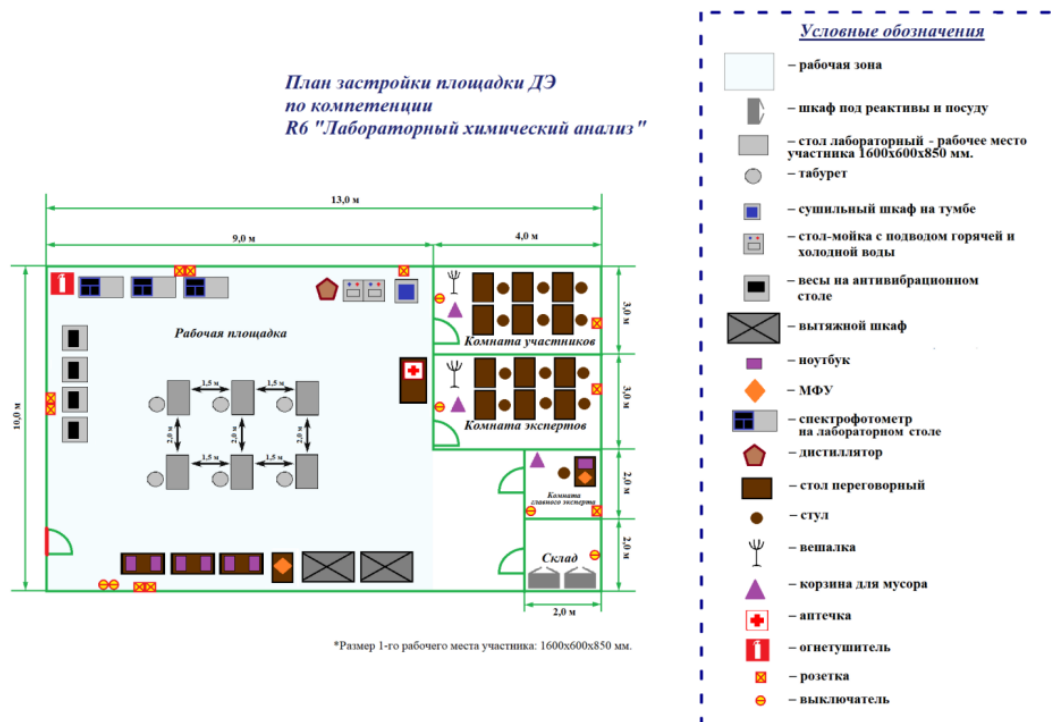 План застройки площадки ДЭ
по компетенции
R6 "Лабораторный химический анализ"
13,0 м
9,0 м
4,0 м
10,0 м
Рабочая площадка
1,5 м
1,5 м
2,0 м
2,0 м
2,0 м
1,5 м
1,5 м
Комната участников
3,0 м
Комната экспертов
3,0 м
Комната
главного эксперта
2,0 м
Склад
2,0 м
2,0 м
*Размер 1-го рабочего места участника: 1600х600х850 мм.
Условные обозначения
– рабочая зона
– шкаф под реактивы и посуду
– стол лабораторный - рабочее место
участника 1600х600х850 мм.
– табурет
– сушильный шкаф на тумбе
– стол-мойка с подводом горячей и
холодной воды
– весы на антивибрационном
столе
– вытяжной шкаф
– ноутбук
– МФУ
– спектрофотометр
на лабораторном столе
– дистиллятор
– стол переговорный
– стул
– вешалка
– корзина для мусора
– аптечка
– огнетушитель
– розетка
– выключатель